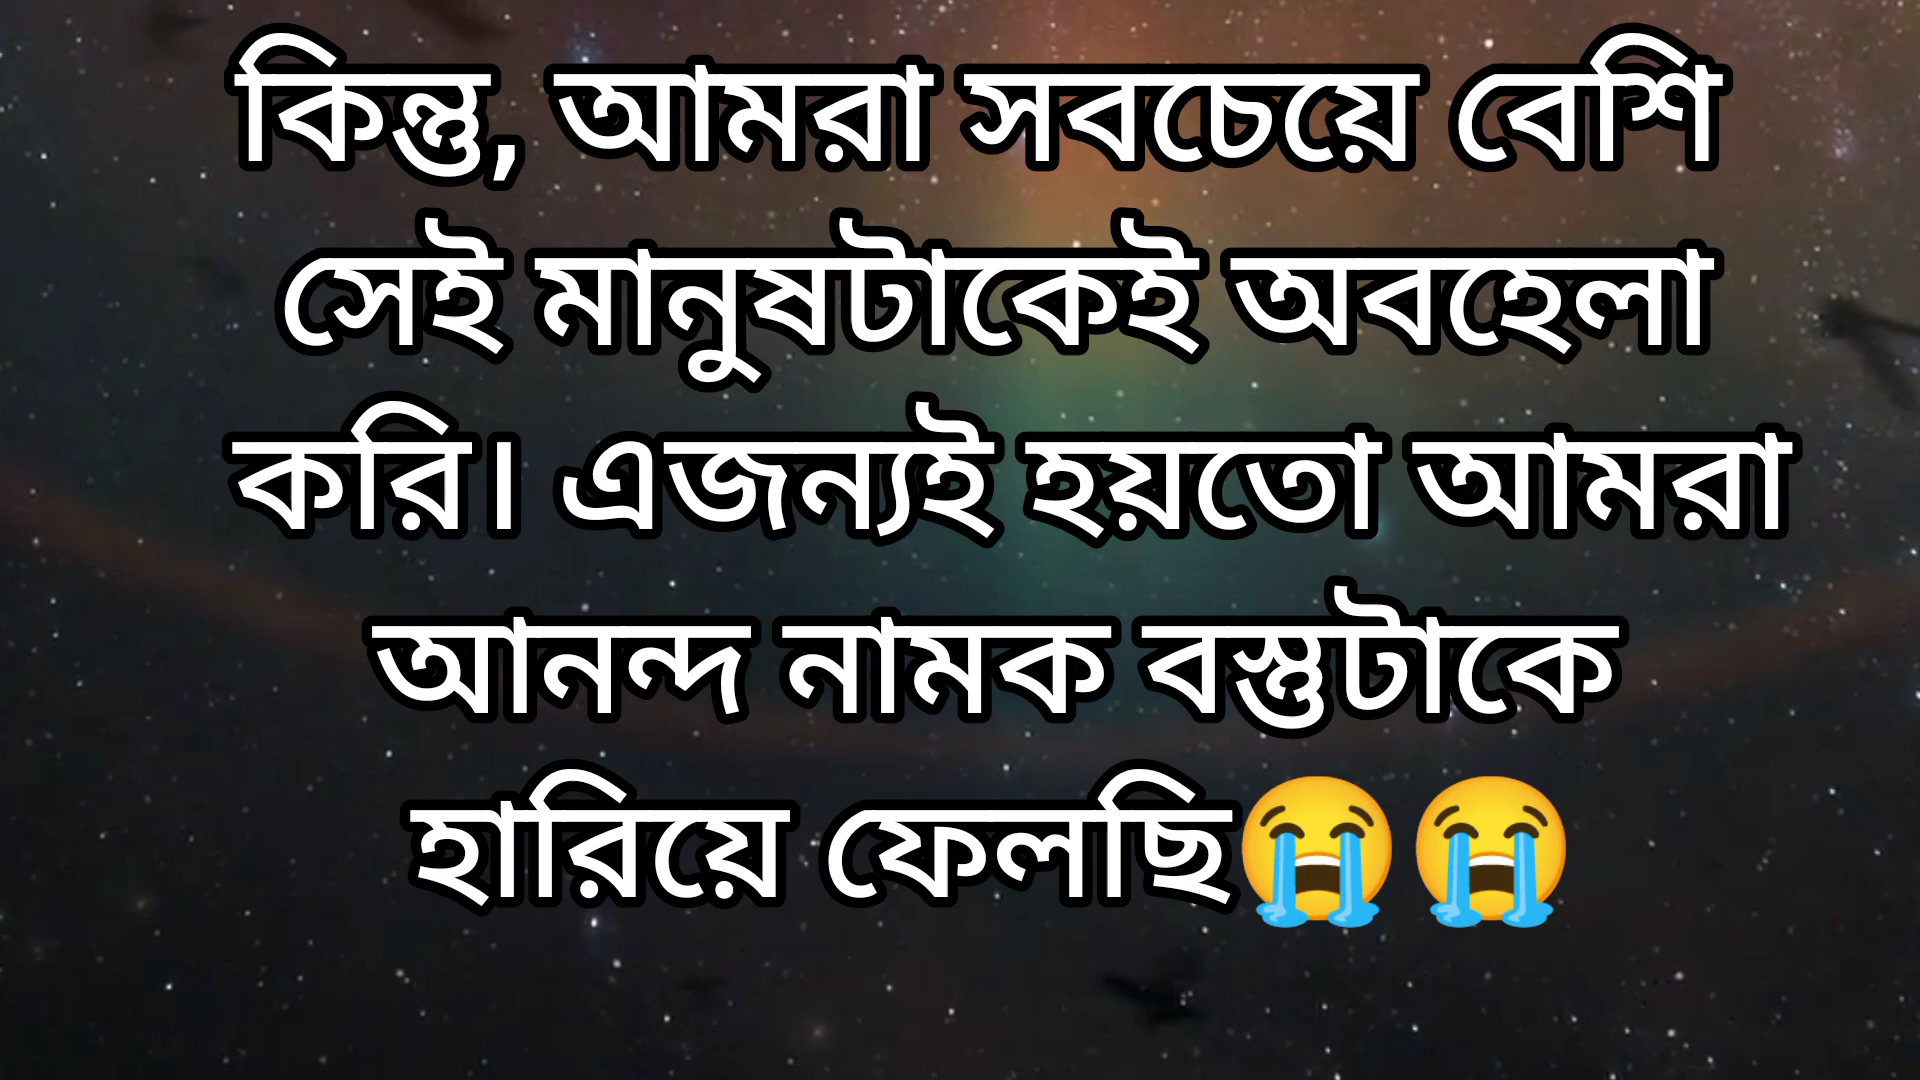 কিন্তু, আমরা সবচেয়ে বেশি
সেই মানুষটাকেই অবহেলা
করি। এজন্যই হয়তো আমরা
আনন্দ নামক বস্তুটাকে
হারিয়ে ফেলছি😭😭